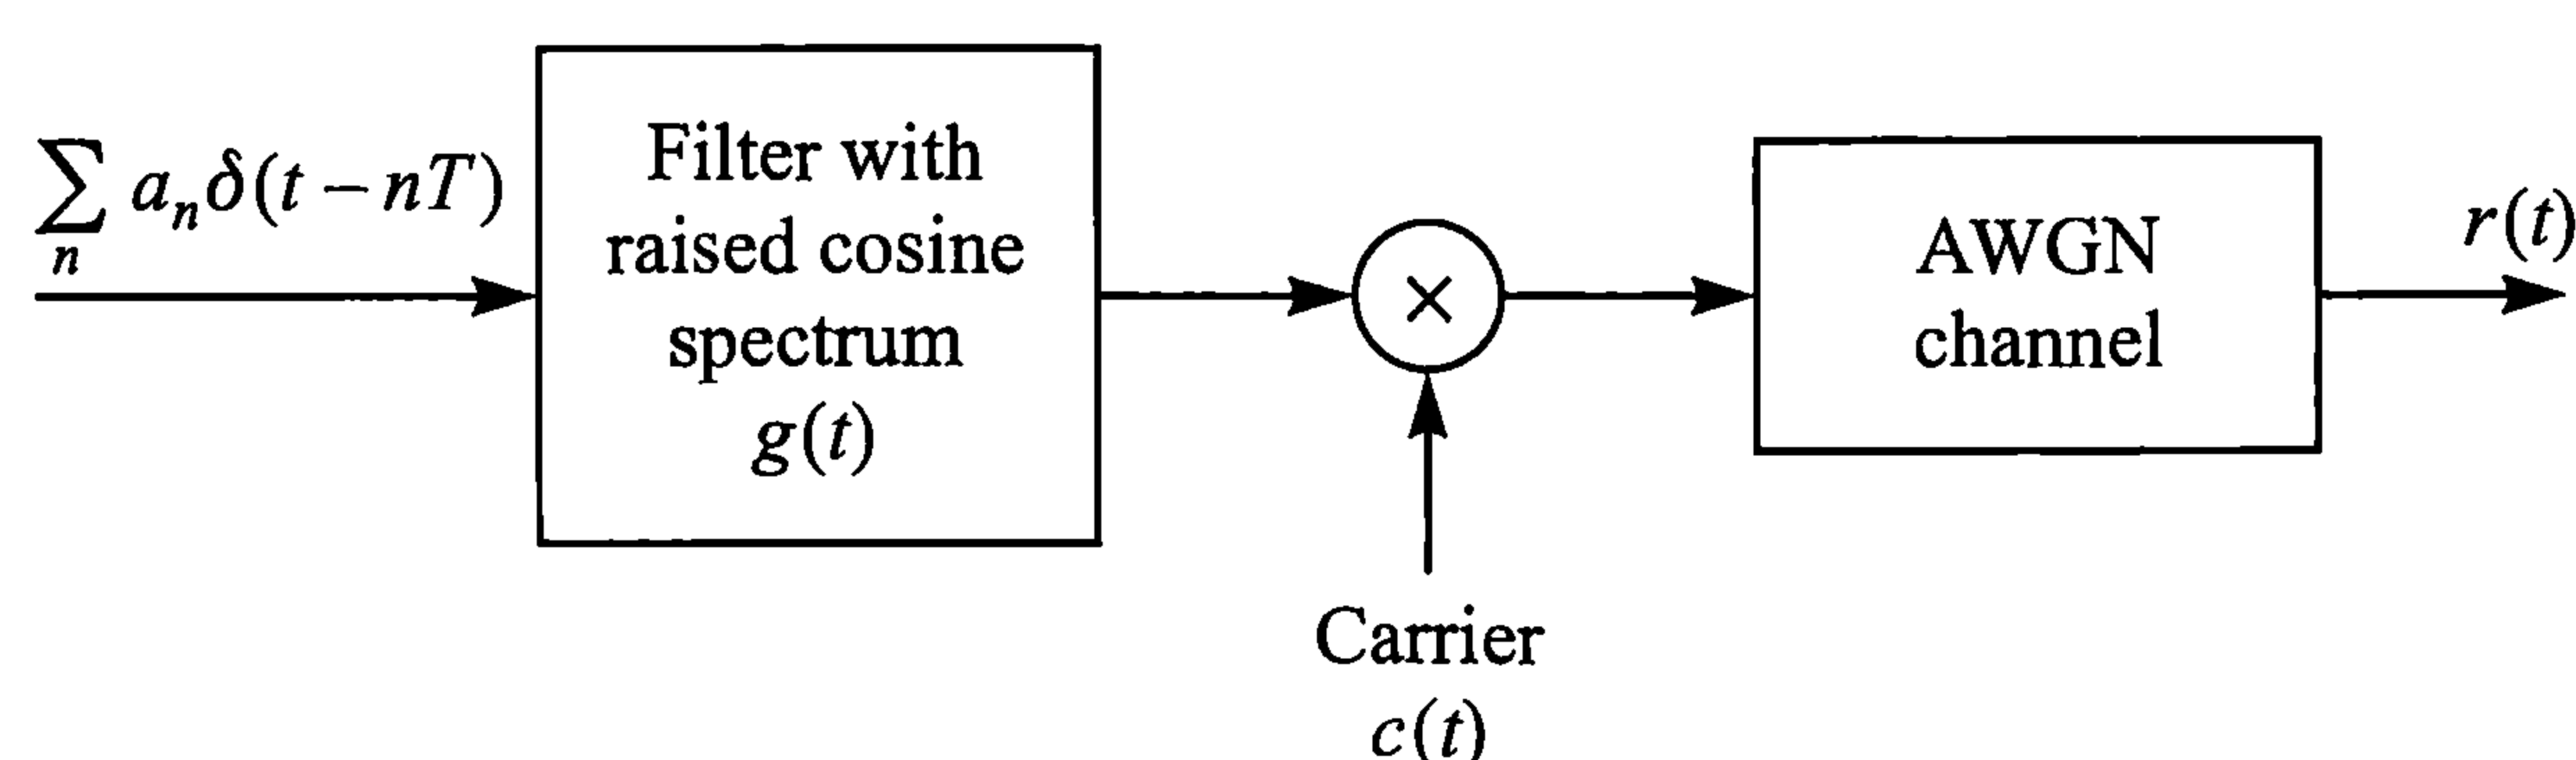 ∑ aₙδ(t – nT)
n
Filter with
raised cosine
spectrum
g(t)
×
AWGN
channel
r(t)
Carrier
c(t)